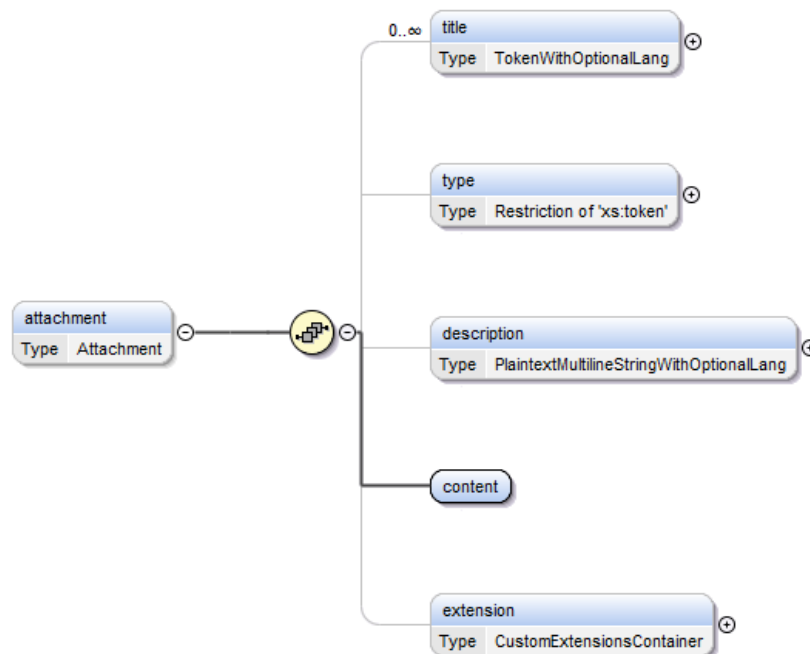 0..∞
title
Type TokenWithOptionalLang
type
Type Restriction of 'xs:token'
attachment
Type Attachment
description
Type PlaintextMultilineStringWithOptionalLang
content
extension
Type CustomExtensionsContainer